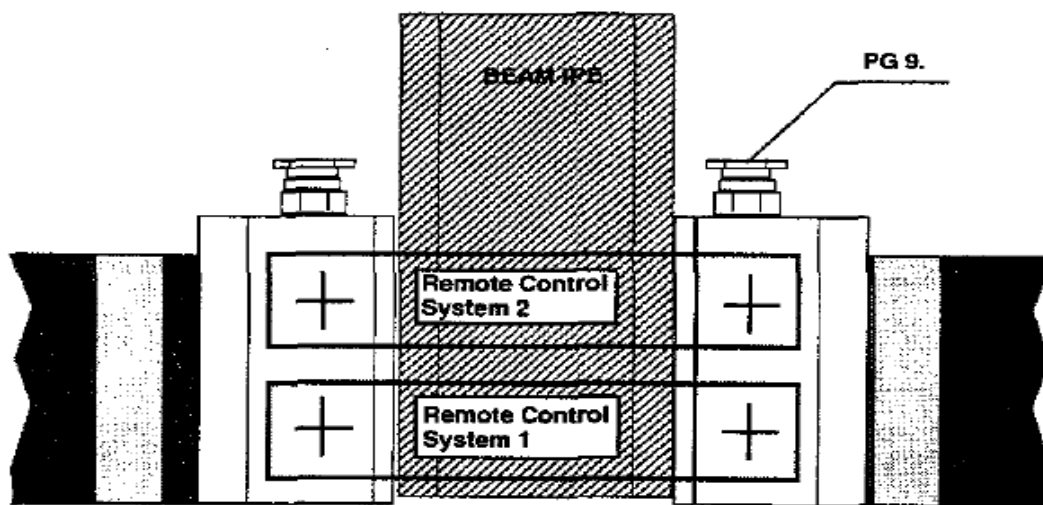 BEAM IPE
PG 9.
Remote Control
System 2
Remote Control
System 1